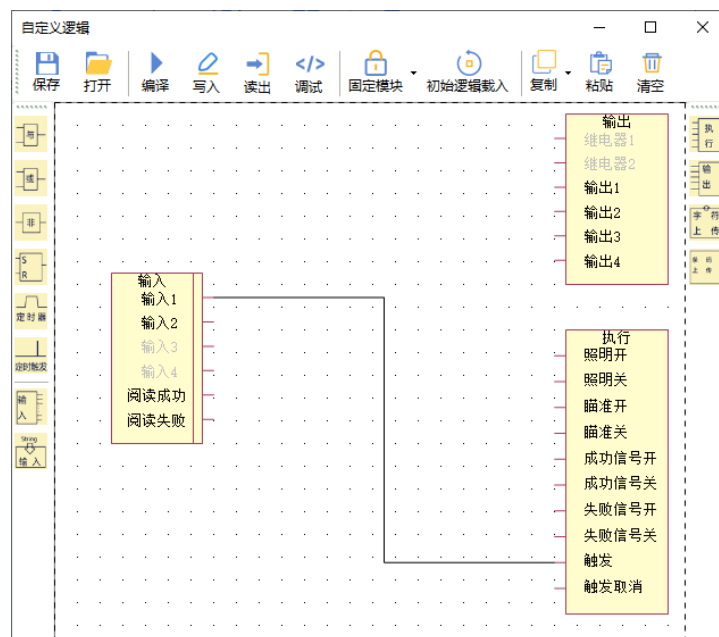 自定义逻辑
保存 打开 编译 写入 读出 调试 固定模块 初始逻辑载入 复制 粘贴 清空
与
或
非
S
R
定时器
定时触发
输
入
String
输入
输入
输入1
输入2
输入3
输入4
阅读成功
阅读失败
输出
继电器1
继电器2
输出1
输出2
输出3
输出4
执行
照明开
照明关
瞄准开
瞄准关
成功信号开
成功信号关
失败信号开
失败信号关
触发
触发取消
执
行
输
出
字符
上传
上传